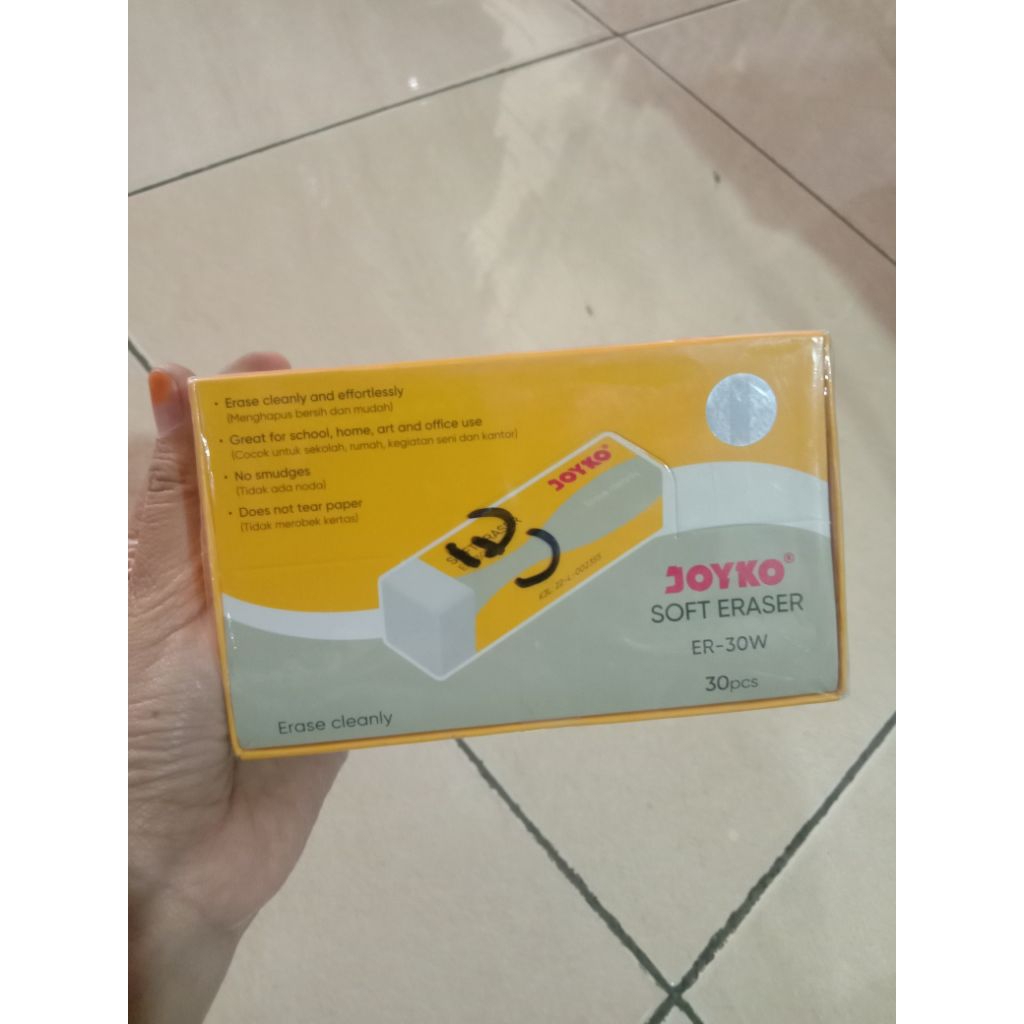 • Erase cleanly and effortlessly
(Menghapus bersih dan mudah)
• Great for school, home, art and office use
(Cocok untuk sekolah, rumah, kegiatan seni dan kantor)
• No smudges
(Tidak ada noda)
• Does not tear paper
(Tidak merobek kertas)
JOYKO®
SOFT ERASER
JOYKO®
SOFT ERASER
ER-30W
30pcs
Erase cleanly